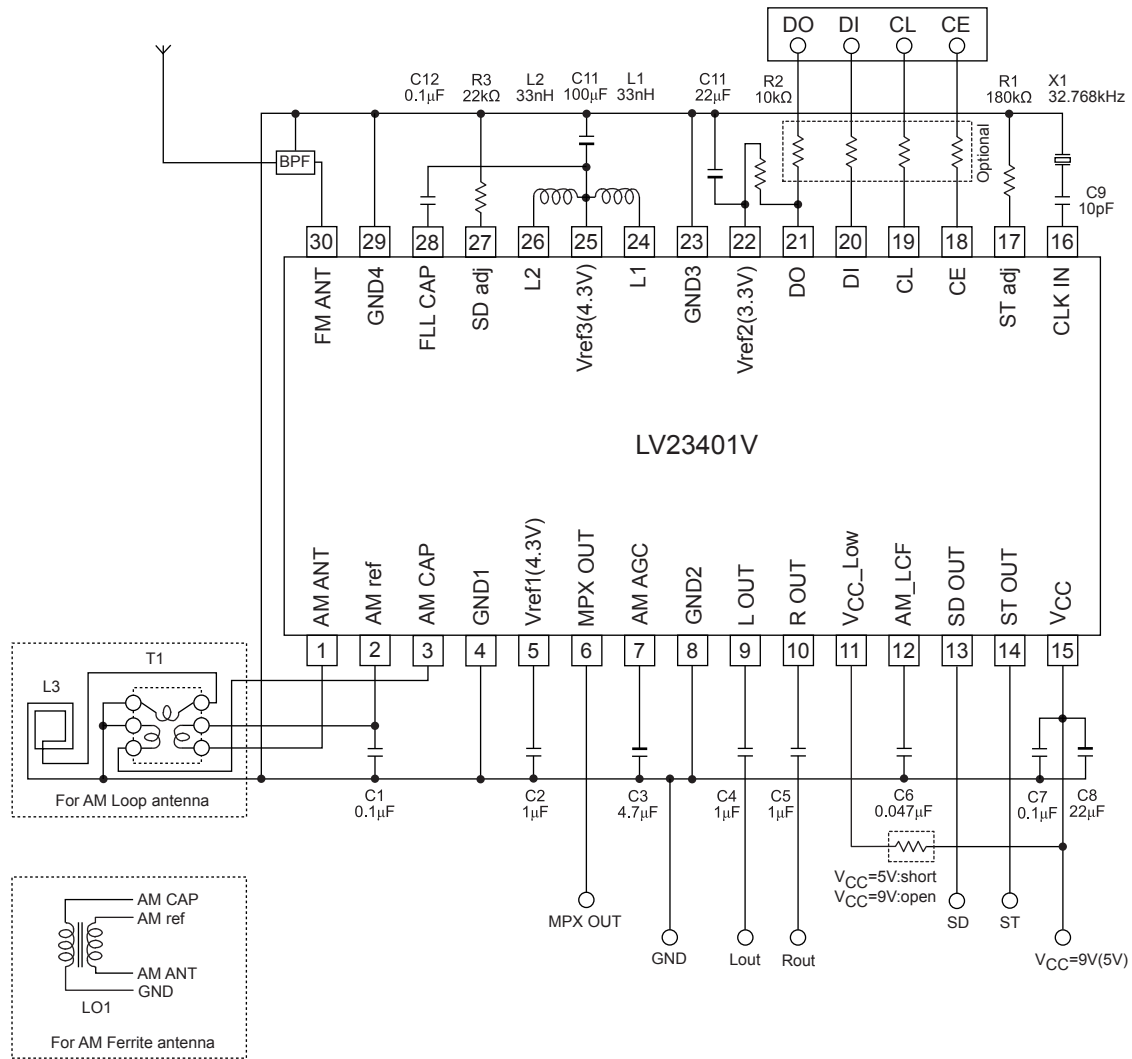 DO DI CL CE
C12 R3 L2 C11 L1 C11 R2 R1 X1
0.1μF 22kΩ 33nH 100μF 33nH 22μF 10kΩ 180kΩ 32.768kHz
BPF
Optional
C9
10pF
30 29 28 27 26 25 24 23 22 21 20 19 18 17 16
FM ANT
GND4
FLL CAP
SD adj
L2
Vref3(4.3V)
L1
GND3
Vref2(3.3V)
DO
DI
CL
CE
ST adj
CLK IN
LV23401V
AM ANT
AM ref
AM CAP
GND1
Vref1(4.3V)
MPX OUT
AM AGC
GND2
L OUT
R OUT
VCC_Low
AM_LCF
SD OUT
ST OUT
VCC
1 2 3 4 5 6 7 8 9 10 11 12 13 14 15
T1
L3
For AM Loop antenna
C1
0.1μF
C2
1μF
C3
4.7μF
C4
1μF
C5
1μF
C6
0.047μF
C7
0.1μF
C8
22μF
VCC=5V:short
VCC=9V:open
MPX OUT
GND
Lout
Rout
SD
ST
VCC=9V(5V)
AM CAP
AM ref
AM ANT
GND
LO1
For AM Ferrite antenna